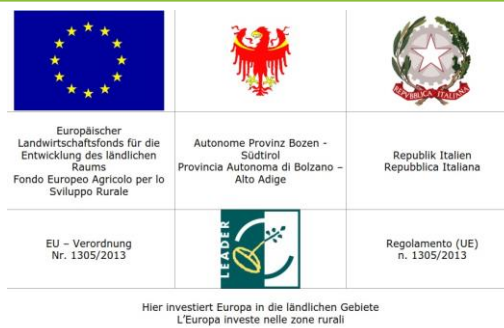 REPVBBLICA ITALIANA
Europäischer
Landwirtschaftsfonds für die
Entwicklung des ländlichen
Raums
Fondo Europeo Agricolo per lo
Sviluppo Rurale
Autonome Provinz Bozen -
Südtirol
Provincia Autonoma di Bolzano –
Alto Adige
Republik Italien
Repubblica Italiana
EU – Verordnung
Nr. 1305/2013
LEADER
Regolamento (UE)
n. 1305/2013
Hier investiert Europa in die ländlichen Gebiete
L'Europa investe nelle zone rurali